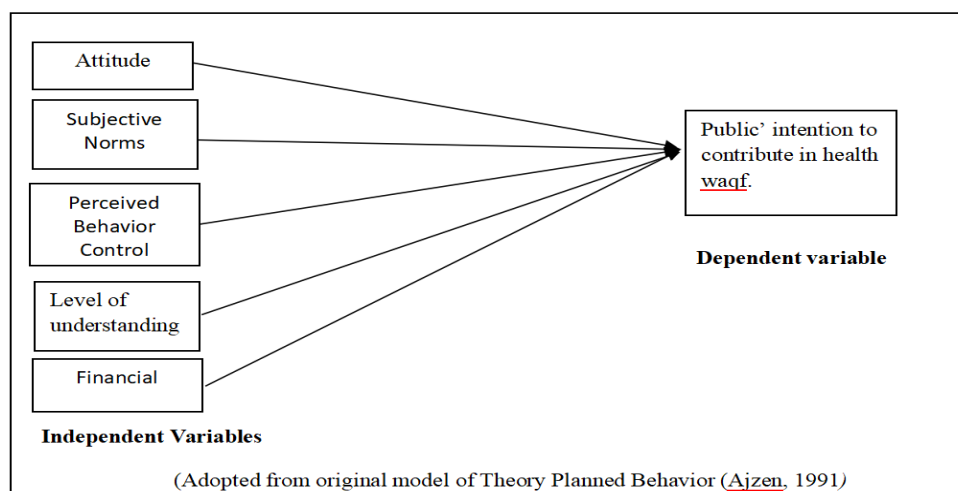 Attitude
Subjective
Norms
Perceived
Behavior
Control
Level of
understanding
Financial
Independent Variables
Public' intention to
contribute in health
waqf.
Dependent variable
(Adopted from original model of Theory Planned Behavior (Ajzen, 1991)